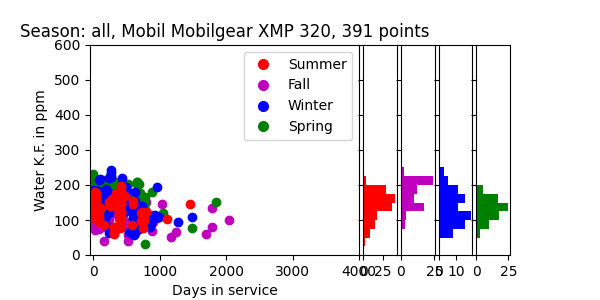 Season: all, Mobil Mobilgear XMP 320, 391 points
Water K.F. in ppm
600
500
400
300
200
100
0
Summer
Fall
Winter
Spring
0 1000 2000 3000 4000 0 25 0 25 0 10 0 25
Days in service